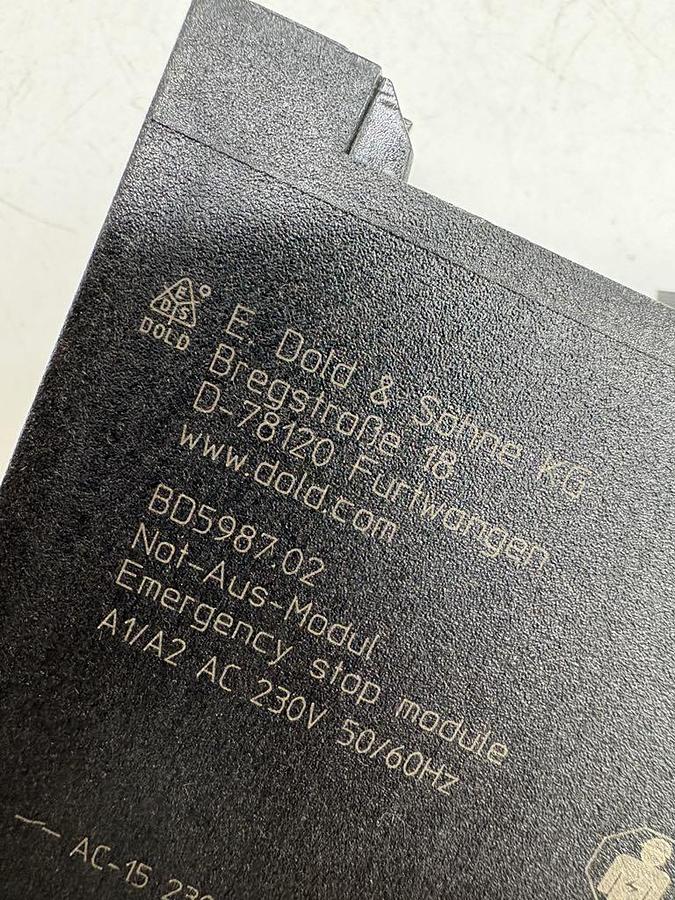 E
D S
DOLD
E. Dold & Söhne KG
Bregstraße 18
D-78120 Furtwangen
www.dold.com
BD5987.02
Not-Aus-Modul
Emergency stop module
A1/A2 AC 230V 50/60Hz
AC-15